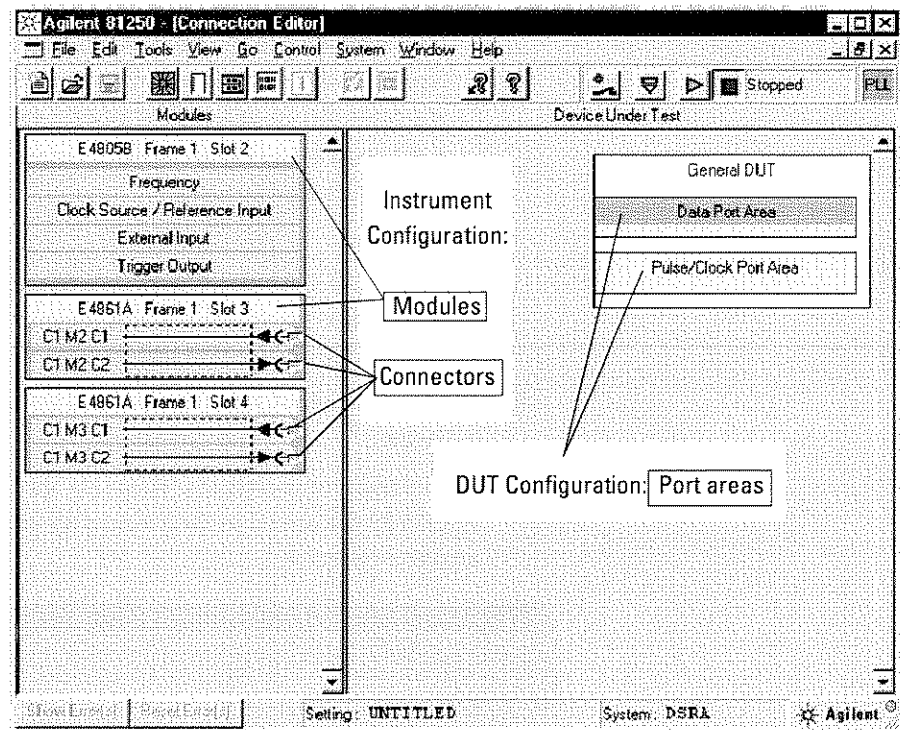 Agilent 81250 - [Connection Editor]
File Edit Tools View Go Control System Window Help
Stopped
PLL
Modules
Device Under Test
E4805B Frame 1 Slot 2
Frequency
Clock Source / Reference Input
External Input
Trigger Output
E4861A Frame 1 Slot 3
C1 M2 C1
C1 M2 C2
E4861A Frame 1 Slot 4
C1 M3 C1
C1 M3 C2
Instrument
Configuration:
Modules
Connectors
General DUT
Data Port Area
Pulse/Clock Port Area
DUT Configuration: Port areas
Show Error(s)
Setting: UNTITLED
System: DSRA
Agilent